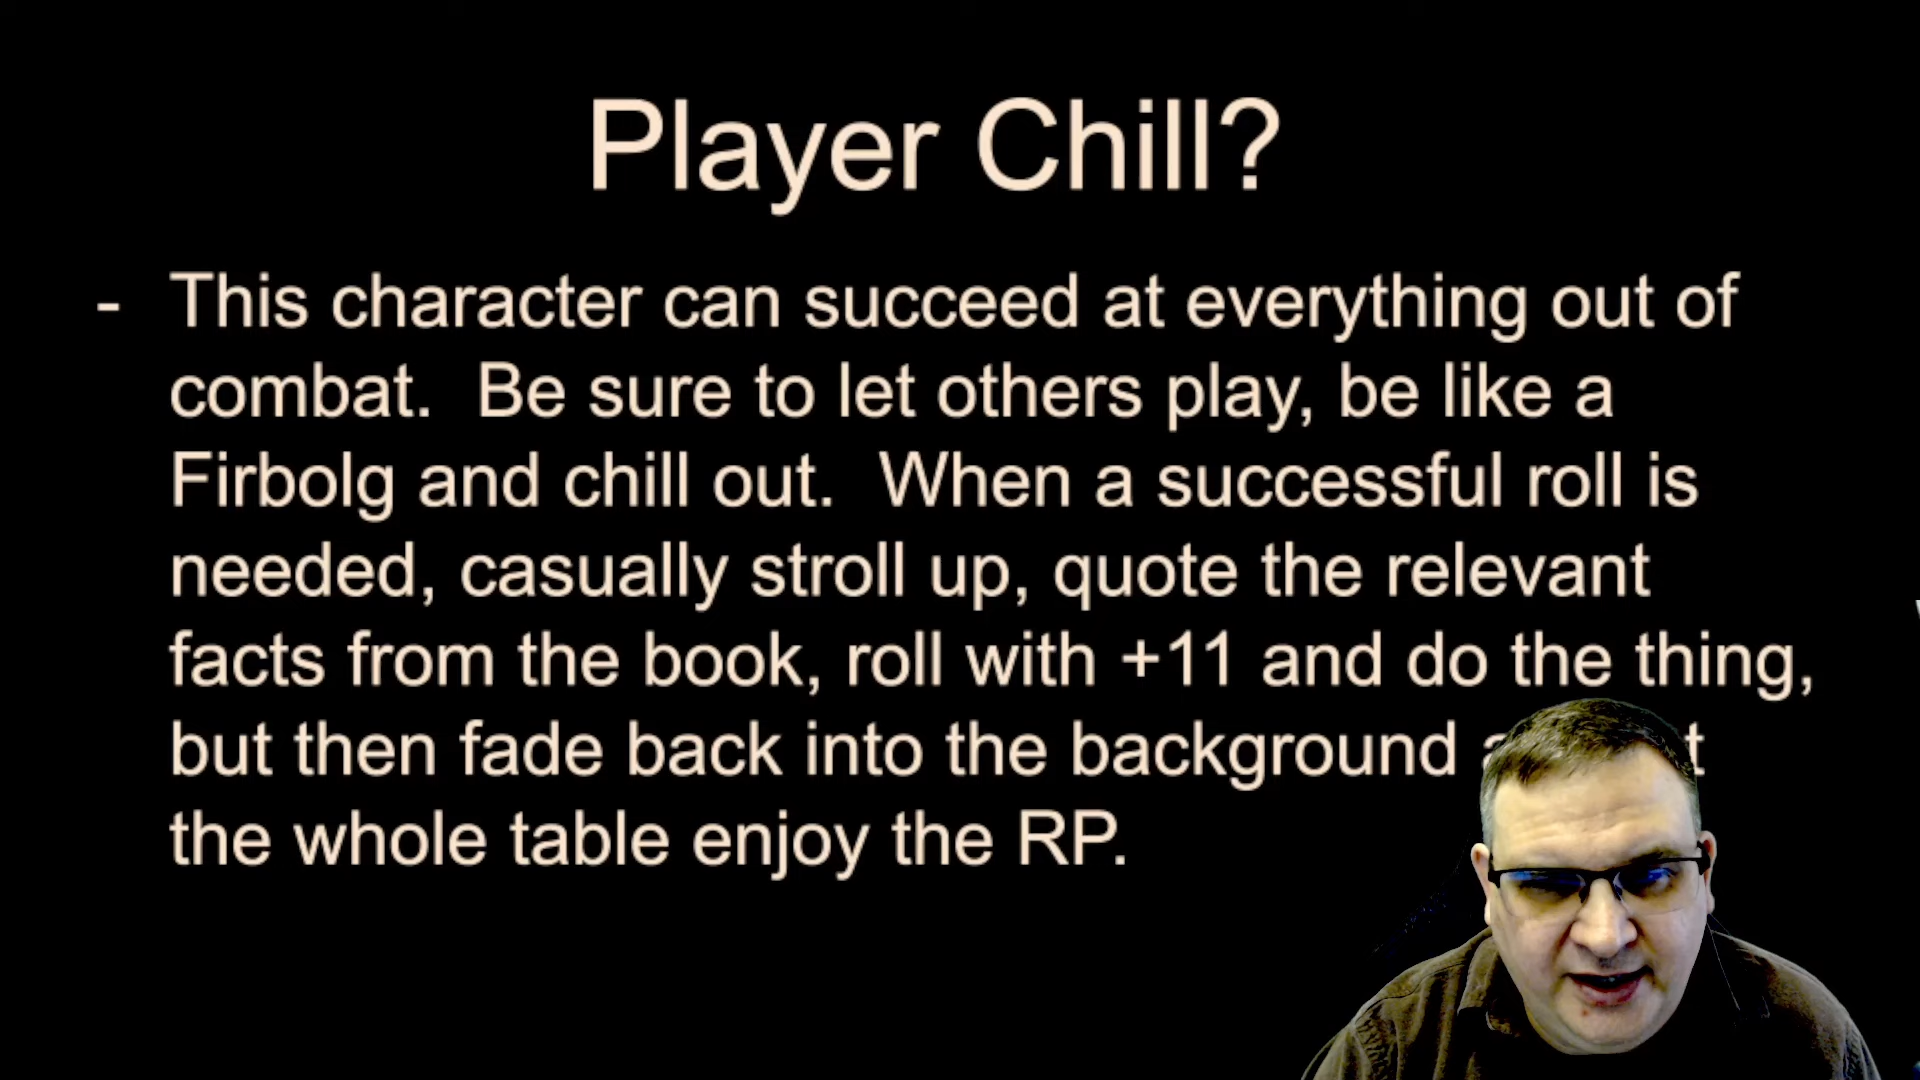 Player Chill?
- This character can succeed at everything out of
combat. Be sure to let others play, be like a
Firbolg and chill out. When a successful roll is
needed, casually stroll up, quote the relevant
facts from the book, roll with +11 and do the thing,
but then fade back into the background
the whole table enjoy the RP.